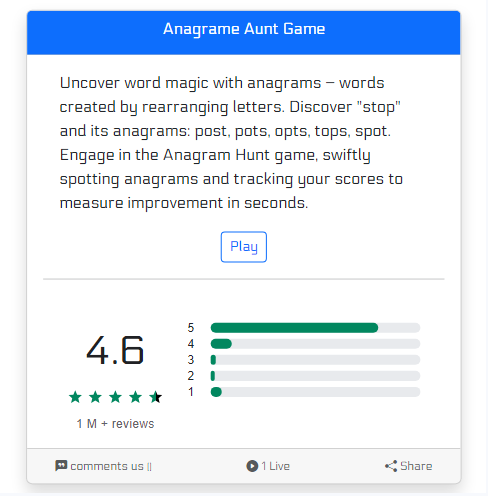 Anagrame Aunt Game
Uncover word magic with anagrams – words
created by rearranging letters. Discover "stop"
and its anagrams: post, pots, opts, tops, spot.
Engage in the Anagram Hunt game, swiftly
spotting anagrams and tracking your scores to
measure improvement in seconds.
Play
4.6
1 M + reviews
5
4
3
2
1
comments us ||
1 Live
Share